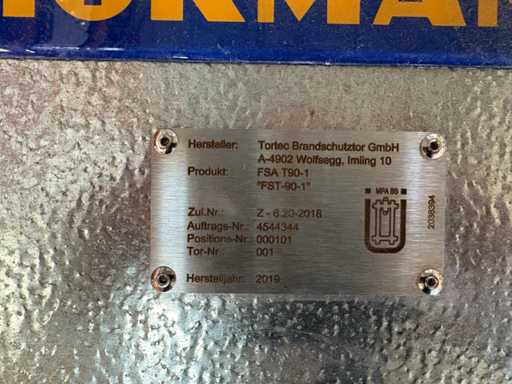 HÖRMANN
Hersteller: Tortec Brandschutztor GmbH
A-4902 Wolfsegg, Imling 10
Produkt: FSA T90-1
"FST-90-1"
MPA BS
Zul.Nr.: Z - 6.20-2018
Auftrags-Nr.: 4544344
Positions-Nr.: 000101
Tor-Nr.: 001
2038394
Herstelljahr: 2019